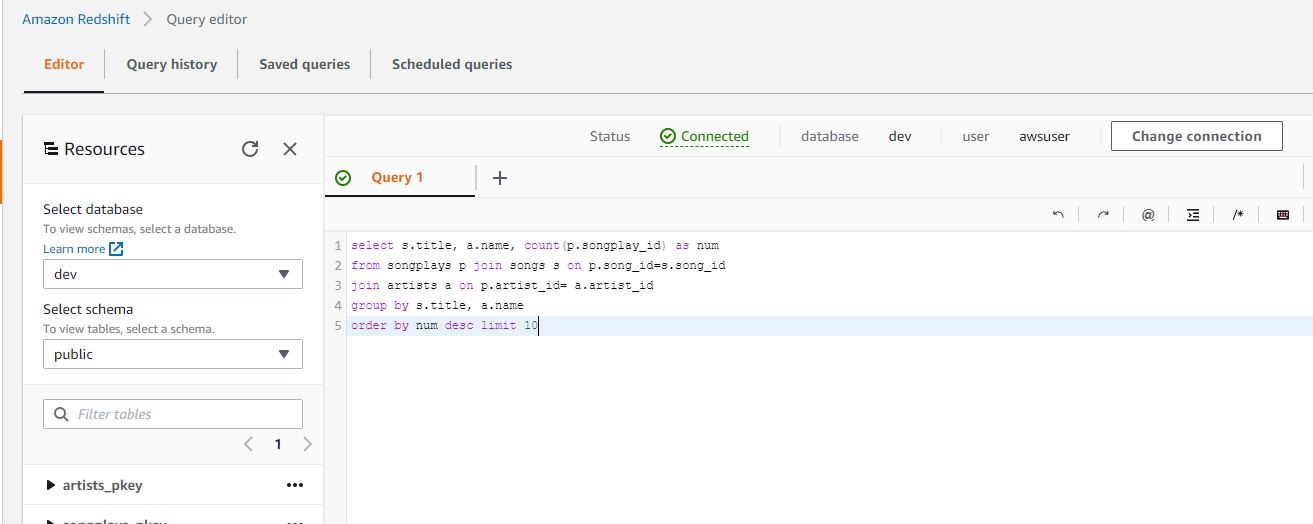 Amazon Redshift > Query editor
Editor Query history Saved queries Scheduled queries
Resources
Status Connected database dev user awsuser Change connection
Query 1 +
@ /*
Select database
To view schemas, select a database.
Learn more
dev
Select schema
To view tables, select a schema.
public
Filter tables
1
artists_pkey •••
1 select s.title, a.name, count(p.songplay_id) as num
2 from songplays p join songs s on p.song_id=s.song_id
3 join artists a on p.artist_id= a.artist_id
4 group by s.title, a.name
5 order by num desc limit 10